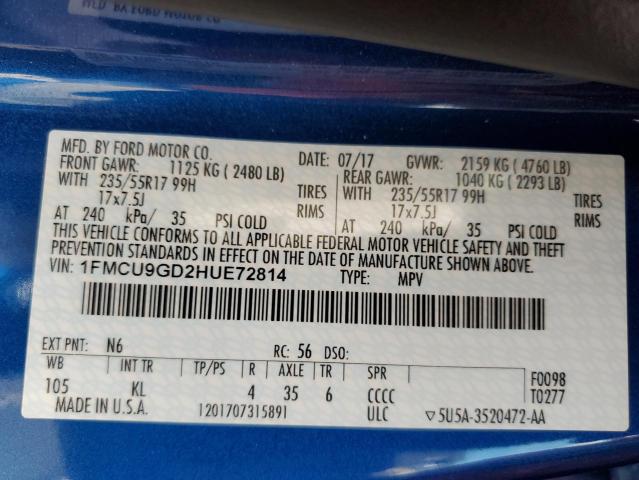 MFD. BY FORD MOTOR CO.
DATE: 07/17 GVWR: 2159 KG ( 4760 LB)
FRONT GAWR: 1125 KG ( 2480 LB) REAR GAWR: 1040 KG ( 2293 LB)
WITH 235/55R17 99H TIRES WITH 235/55R17 99H TIRES
17x7.5J RIMS 17x7.5J RIMS
AT 240 kPa/ 35 PSI COLD AT 240 kPa/ 35 PSI COLD
THIS VEHICLE CONFORMS TO ALL APPLICABLE FEDERAL MOTOR VEHICLE SAFETY AND THEFT
PREVENTION STANDARDS IN EFFECT ON THE DATE OF MANUFACTURE SHOWN ABOVE.
VIN: 1FMCU9GD2HUE72814 TYPE: MPV
EXT PNT: N6 RC: 56 DSO:
WB INT TR TP/PS R AXLE TR SPR F0098
105 KL 4 35 6 CCCC T0277
MADE IN U.S.A. 120170731589I ULC ▽5U5A-3520472-AA